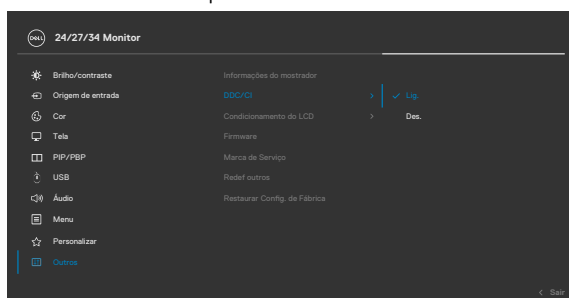 DELL 24/27/34 Monitor
Brilho/contraste Informações do mostrador
Origem de entrada DDC/CI Lig.
Cor Condicionamento do LCD Des.
Tela Firmware
PIP/PBP Marca de Serviço
USB Redef outros
Áudio Restaurar Config. de Fábrica
Menu
Personalizar
Outros
Sair